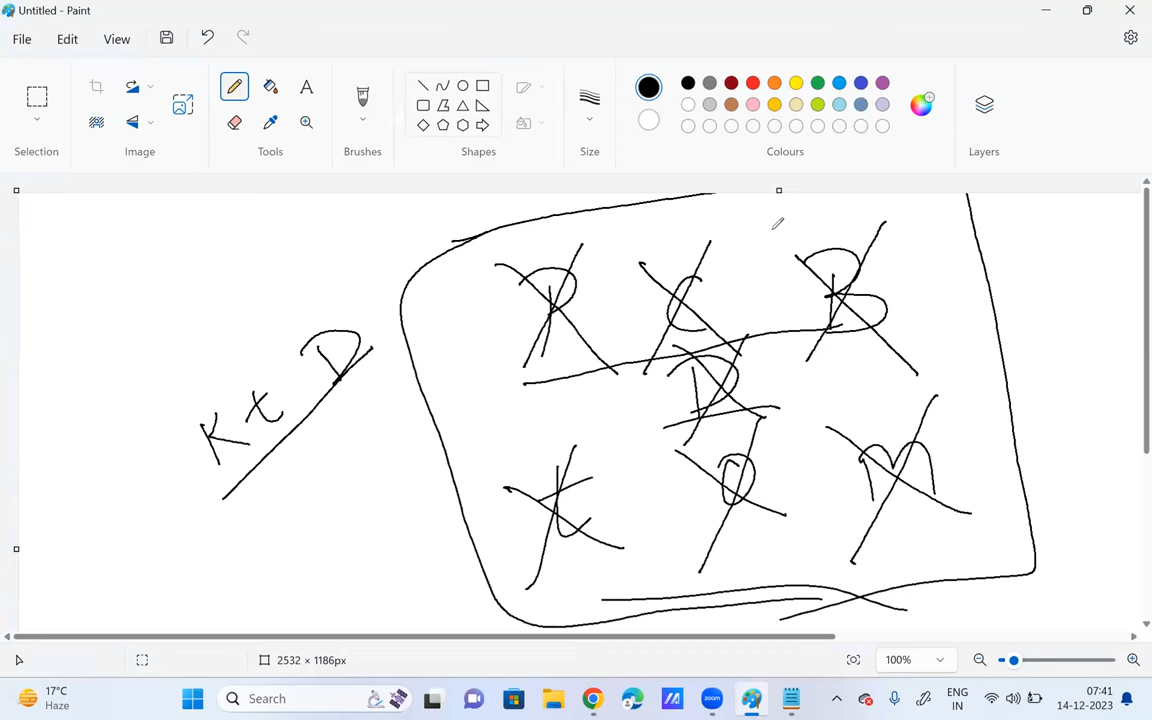 Untitled - Paint
File Edit View
Selection Image Tools Brushes Shapes Size Colours Layers
R C B
K t D
R
t o m
2532 × 1186px 100%
17°C Search ENG 07:41
Haze IN 14-12-2023
zoom